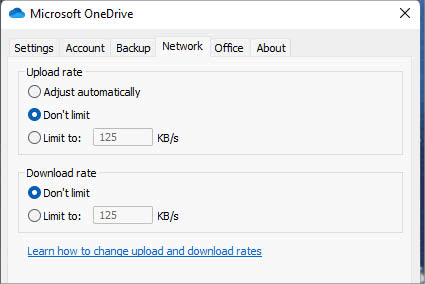 Microsoft OneDrive
Settings Account Backup Network Office About
Upload rate
Adjust automatically
Don't limit
Limit to: 125 KB/s
Download rate
Don't limit
Limit to: 125 KB/s
Learn how to change upload and download rates